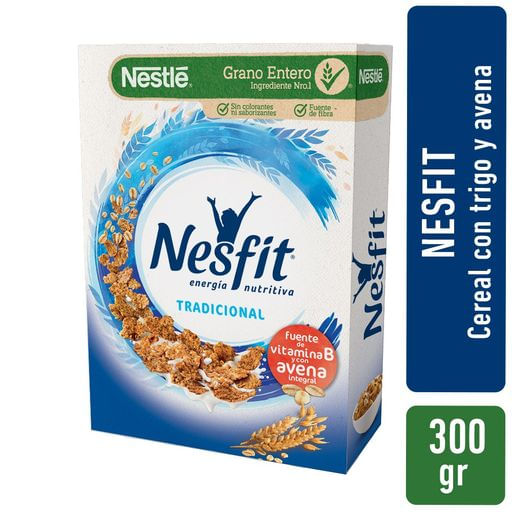 Nestlé
Grano Entero
Ingrediente Nro.1
Nestlé
Sin colorantes
ni saborizantes
Fuente
de fibra
Nesfit
energía nutritiva
TRADICIONAL
fuente
de
vitamina B
y con
avena
integral
NESFIT
Cereal con trigo y avena
300
gr